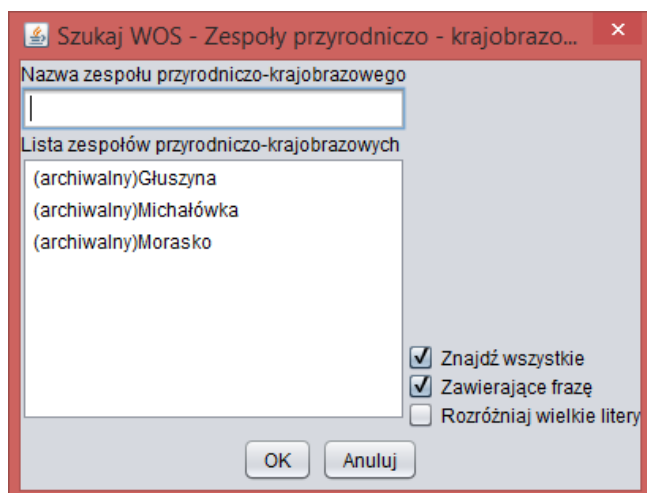 Szukaj WOS - Zespoły przyrodniczo - krajobrazo...
Nazwa zespołu przyrodniczo-krajobrazowego
Lista zespołów przyrodniczo-krajobrazowych
(archiwalny)Głuszyna
(archiwalny)Michałówka
(archiwalny)Morasko
Znajdź wszystkie
Zawierające frazę
Rozróżniaj wielkie litery
OK Anuluj